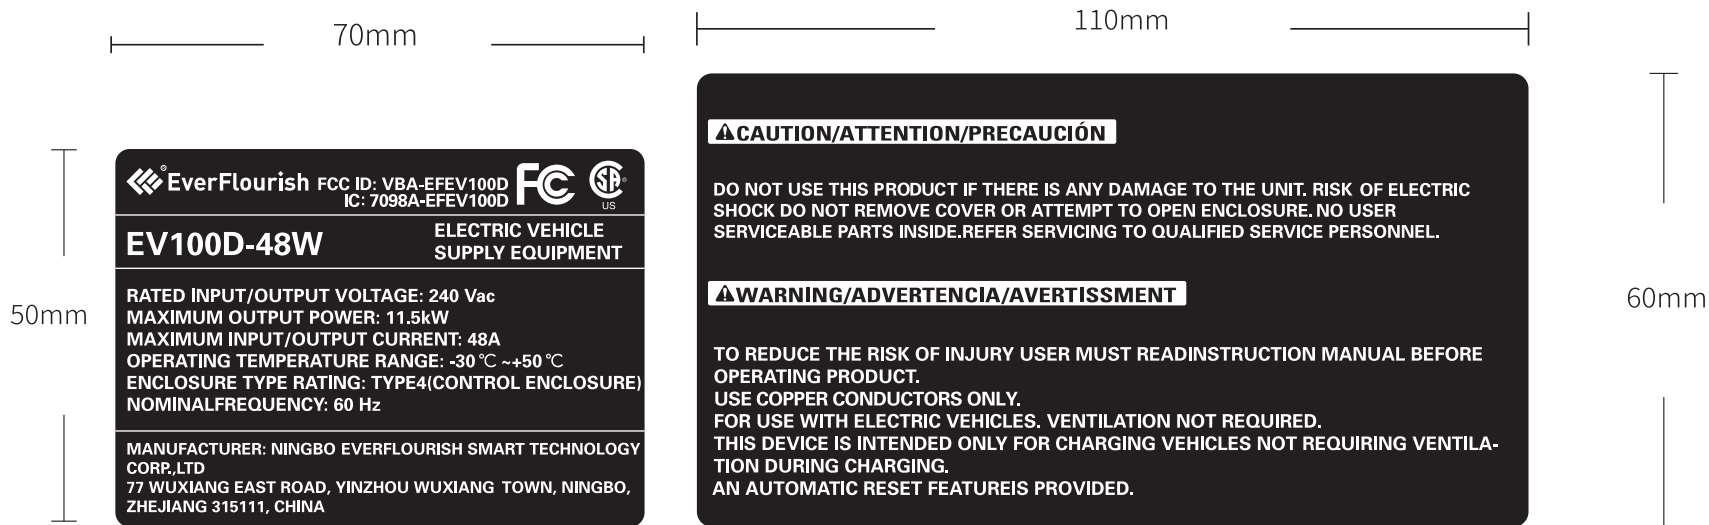 70mm
110mm
50mm
60mm
EverFlourish FCC ID: VBA-EFEV100D
IC: 7098A-EFEV100D
FC
SA
US
EV100D-48W
ELECTRIC VEHICLE
SUPPLY EQUIPMENT
RATED INPUT/OUTPUT VOLTAGE: 240 Vac
MAXIMUM OUTPUT POWER: 11.5kW
MAXIMUM INPUT/OUTPUT CURRENT: 48A
OPERATING TEMPERATURE RANGE: -30℃~+50℃
ENCLOSURE TYPE RATING: TYPE4(CONTROL ENCLOSURE)
NOMINALFREQUENCY: 60 Hz
MANUFACTURER: NINGBO EVERFLOURISH SMART TECHNOLOGY
CORP.,LTD
77 WUXIANG EAST ROAD, YINZHOU WUXIANG TOWN, NINGBO,
ZHEJIANG 315111, CHINA
CAUTION/ATTENTION/PRECAUCIÓN
DO NOT USE THIS PRODUCT IF THERE IS ANY DAMAGE TO THE UNIT. RISK OF ELECTRIC
SHOCK DO NOT REMOVE COVER OR ATTEMPT TO OPEN ENCLOSURE. NO USER
SERVICEABLE PARTS INSIDE.REFER SERVICING TO QUALIFIED SERVICE PERSONNEL.
WARNING/ADVERTENCIA/AVERTISSMENT
TO REDUCE THE RISK OF INJURY USER MUST READINSTRUCTION MANUAL BEFORE
OPERATING PRODUCT.
USE COPPER CONDUCTORS ONLY.
FOR USE WITH ELECTRIC VEHICLES. VENTILATION NOT REQUIRED.
THIS DEVICE IS INTENDED ONLY FOR CHARGING VEHICLES NOT REQUIRING VENTILA-
TION DURING CHARGING.
AN AUTOMATIC RESET FEATUREIS PROVIDED.